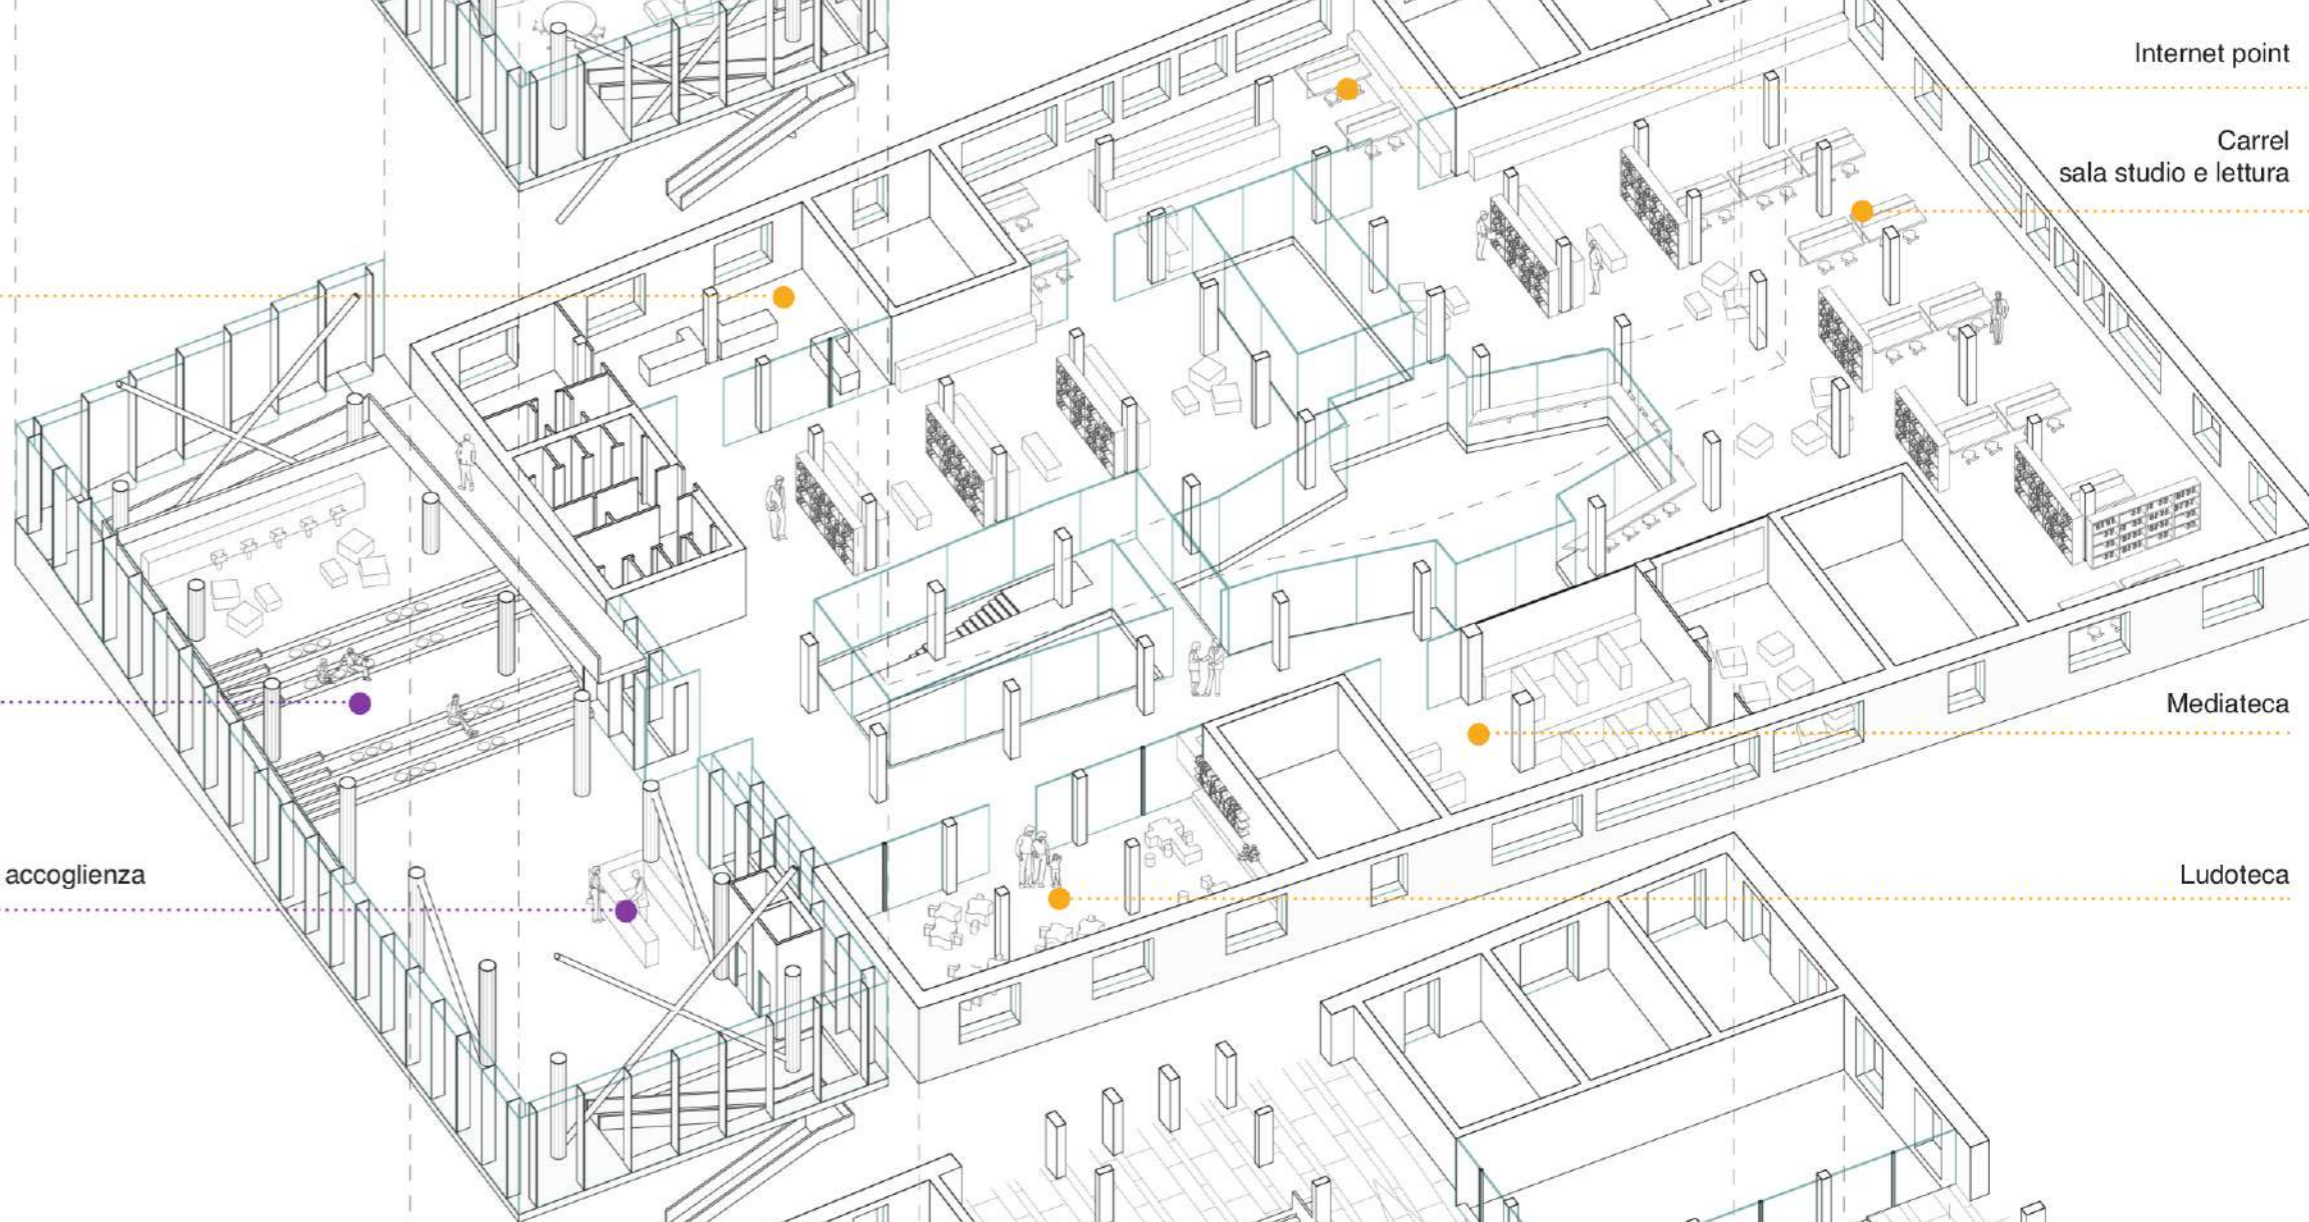 Internet point
Carrel
sala studio e lettura
Mediateca
accoglienza
Ludoteca